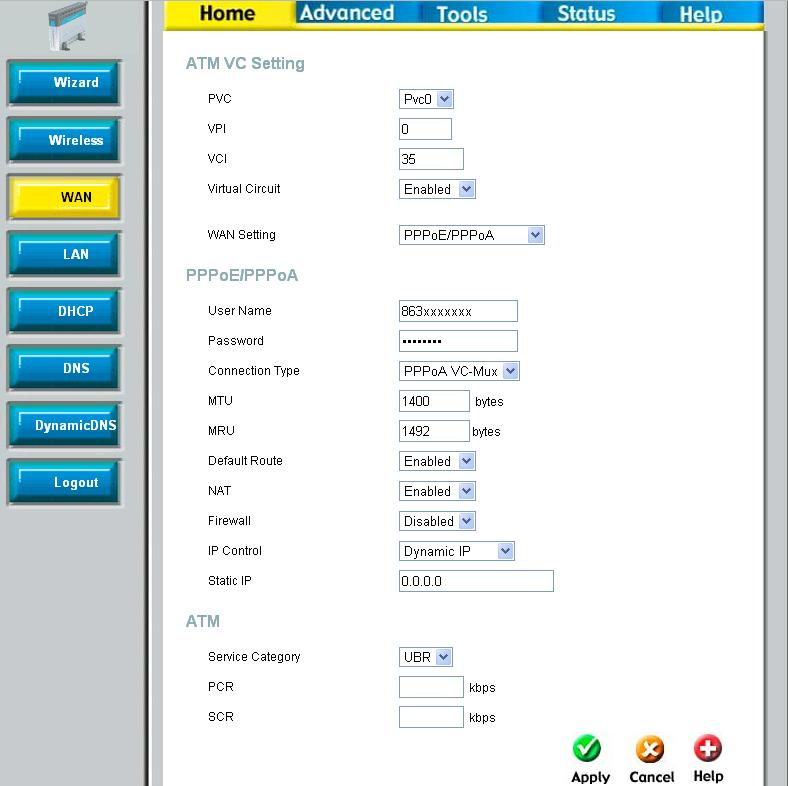 Home Advanced Tools Status Help
Wizard
Wireless
WAN
LAN
DHCP
DNS
DynamicDNS
Logout
ATM VC Setting
PVC Pvc0
VPI 0
VCI 35
Virtual Circuit Enabled
WAN Setting PPPoE/PPPoA
PPPoE/PPPoA
User Name 863xxxxxxx
Password ••••••••
Connection Type PPPoA VC-Mux
MTU 1400 bytes
MRU 1492 bytes
Default Route Enabled
NAT Enabled
Firewall Disabled
IP Control Dynamic IP
Static IP 0.0.0.0
ATM
Service Category UBR
PCR kbps
SCR kbps
Apply Cancel Help